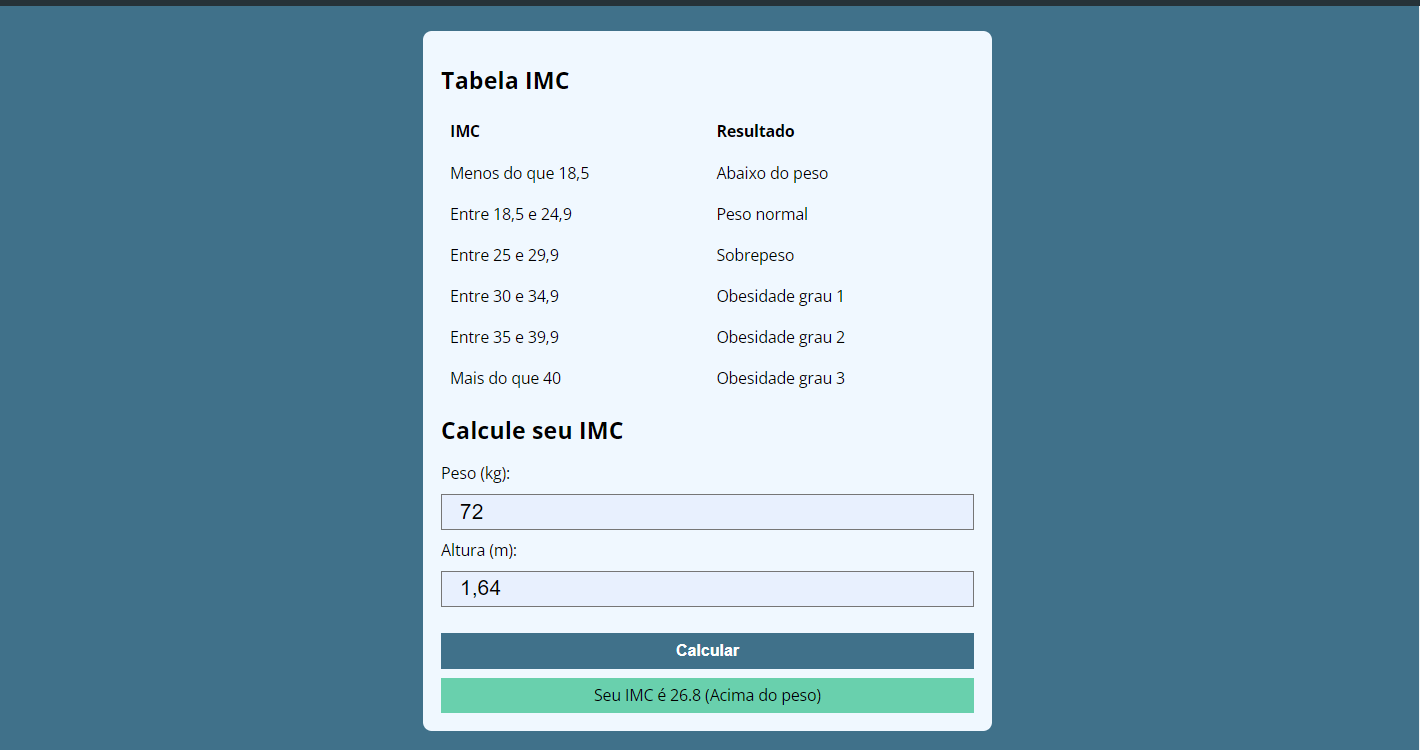 Tabela IMC
IMC Resultado
Menos do que 18,5 Abaixo do peso
Entre 18,5 e 24,9 Peso normal
Entre 25 e 29,9 Sobrepeso
Entre 30 e 34,9 Obesidade grau 1
Entre 35 e 39,9 Obesidade grau 2
Mais do que 40 Obesidade grau 3
Calcule seu IMC
Peso (kg):
72
Altura (m):
1,64
Calcular
Seu IMC é 26.8 (Acima do peso)